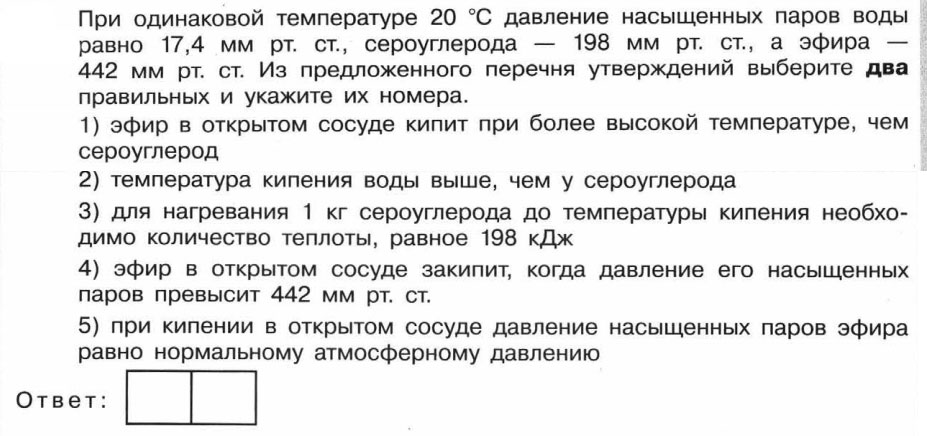 При одинаковой температуре 20 °С давление насыщенных паров воды
равно 17,4 мм рт. ст., сероуглерода — 198 мм рт. ст., а эфира —
442 мм рт. ст. Из предложенного перечня утверждений выберите два
правильных и укажите их номера.
1) эфир в открытом сосуде кипит при более высокой температуре, чем
сероуглерод
2) температура кипения воды выше, чем у сероуглерода
3) для нагревания 1 кг сероуглерода до температуры кипения необхо-
димо количество теплоты, равное 198 кДж
4) эфир в открытом сосуде закипит, когда давление его насыщенных
паров превысит 442 мм рт. ст.
5) при кипении в открытом сосуде давление насыщенных паров эфира
равно нормальному атмосферному давлению
Ответ: